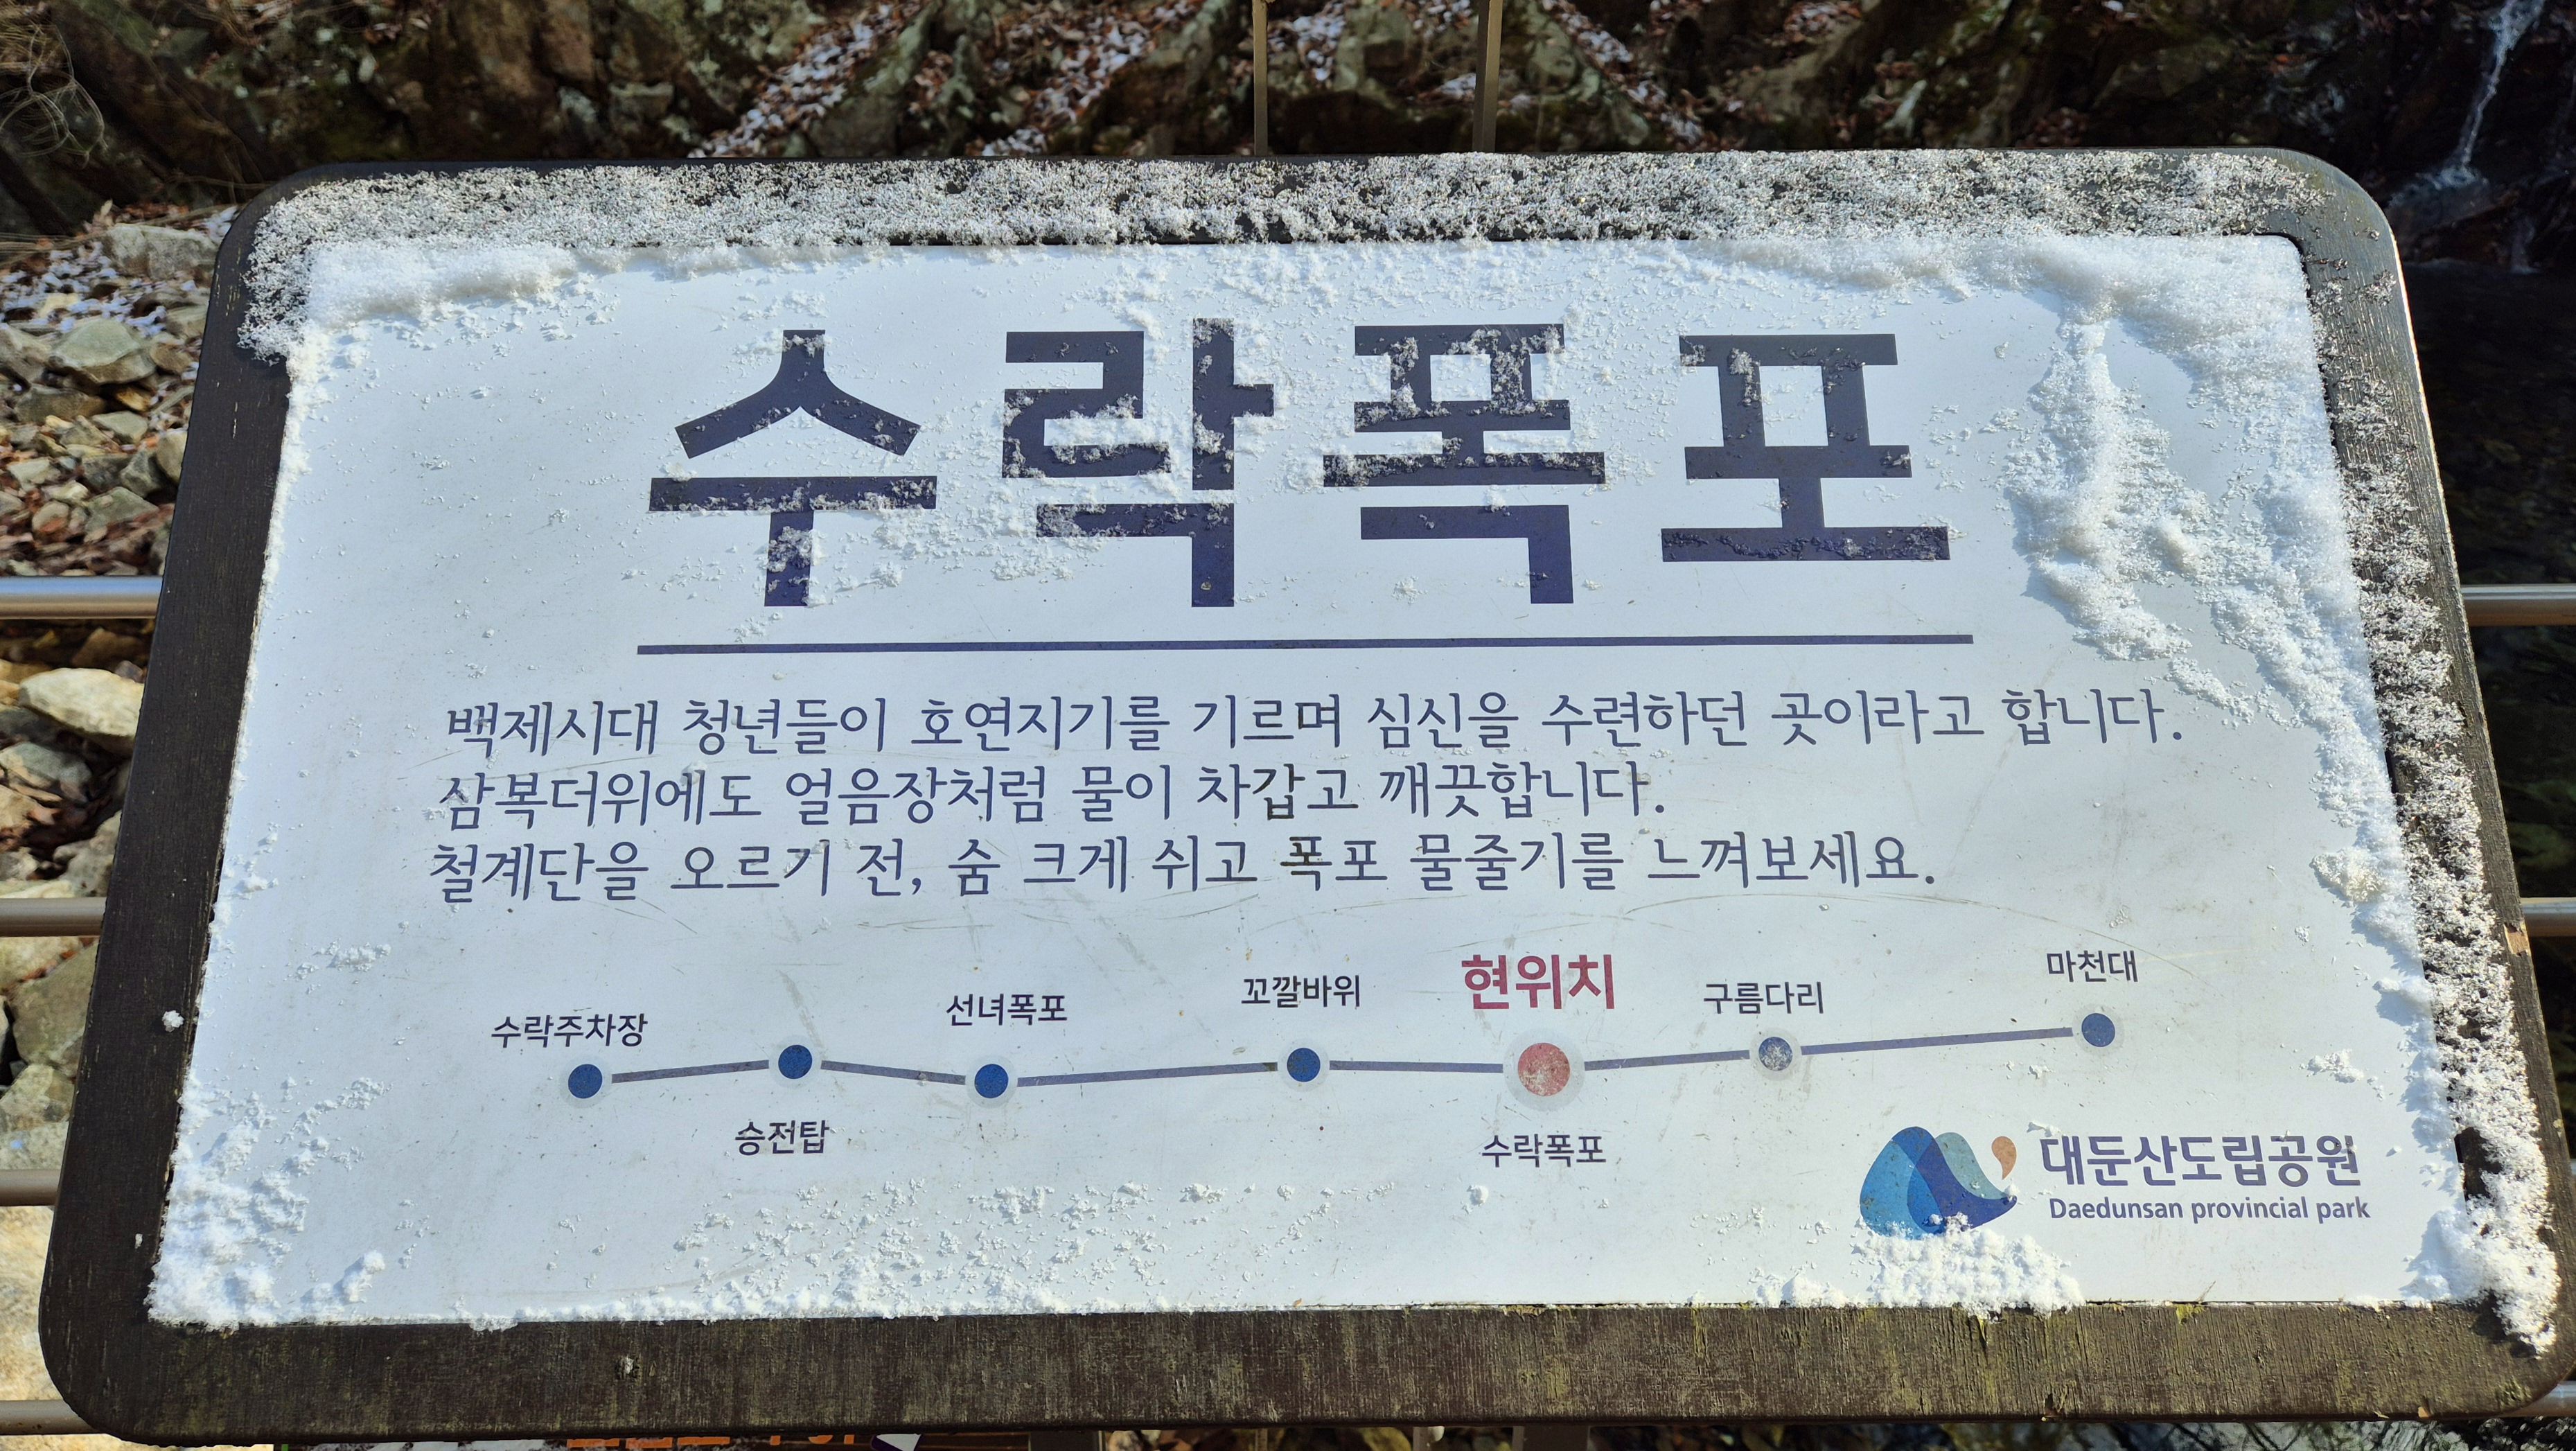 수락폭포
백제시대 청년들이 호연지기를 기르며 심신을 수련하던 곳이라고 합니다.
삼복더위에도 얼음장처럼 물이 차갑고 깨끗합니다.
철계단을 오르기 전, 숨 크게 쉬고 폭포 물줄기를 느껴보세요.
수락주차장
승전탑
선녀폭포
꼬깔바위
현위치
수락폭포
구름다리
마천대
대둔산도립공원
Daedunsan provincial park